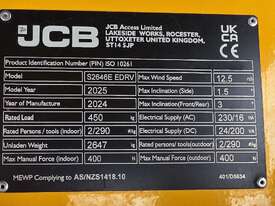 JCB
JCB Access Limited
LAKESIDE WORKS, ROCESTER,
UTTOXETER UNITED KINGDOM,
ST14 5JP
UK
CA
Product Identification Number (PIN) ISO 10261
Model S2646E EDRV Max Wind Speed 12.5 m/s
Model Year 2025 Max Inclination (Side) 1.5 °
Year of Manufacture 2024 Max Inclination(Front/Rear) 3 °
Rated Load 450 kg Electrical Supply (AC) 230/16 V/A
Rated Persons / tools (indoor) 2/290 Electrical Supply (DC) 24/200 V/A
Unladen Weight 2647 kg Rated Persons / tools (outdoor) 2/290
Max Manual Force (indoor) 400 N Max Manual Force (outdoor) 400 N
MEWP Complying to AS/NZS1418.10 401/D5834